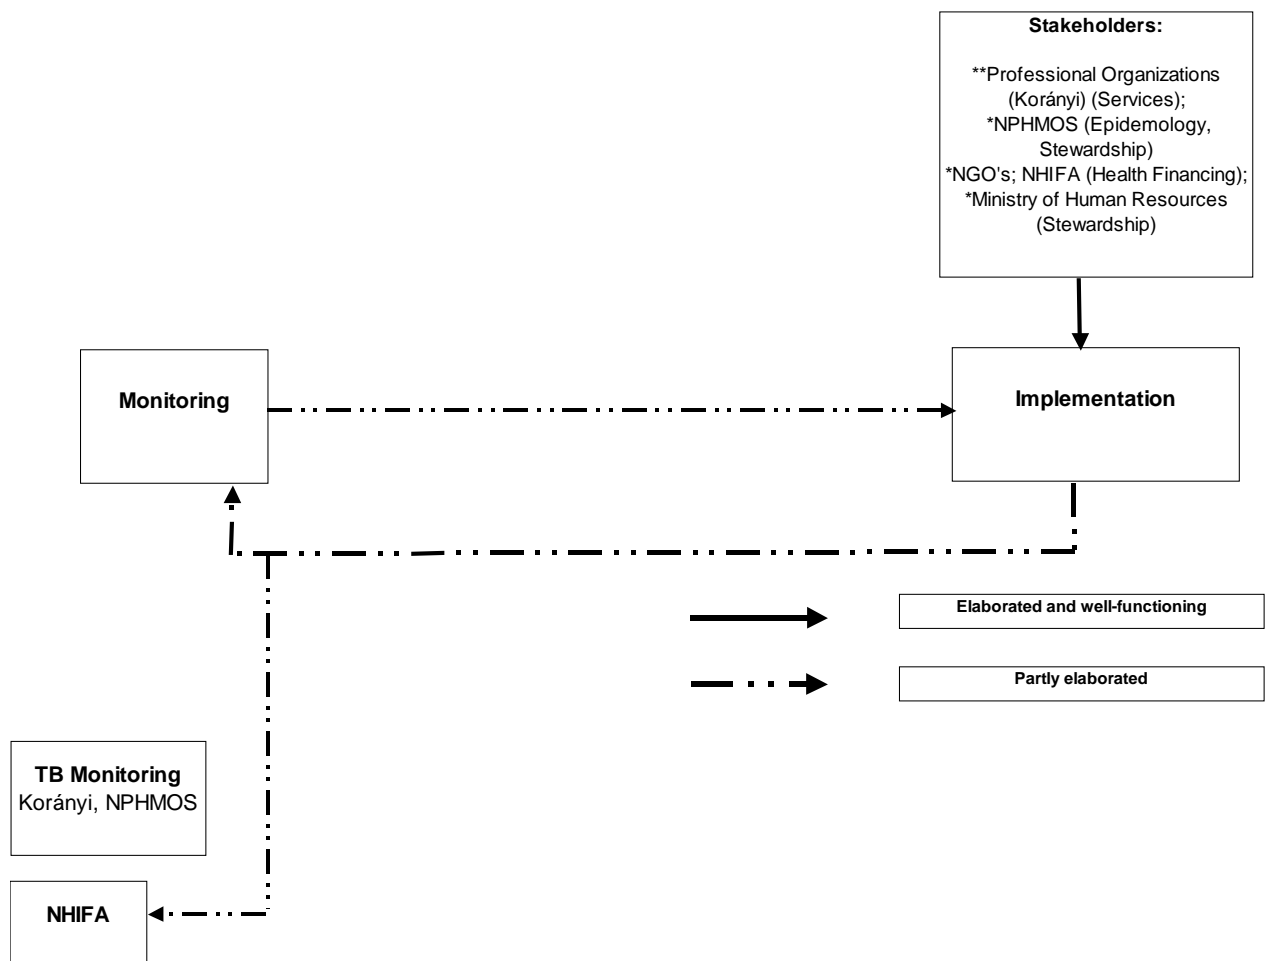 Stakeholders:
**Professional Organizations
(Korányi) (Services);
*NPHMOS (Epidemology,
Stewardship)
*NGO's; NHIFA (Health Financing);
*Ministry of Human Resources
(Stewardship)
Monitoring
Implementation
Elaborated and well-functioning
Partly elaborated
TB Monitoring
Korányi, NPHMOS
NHIFA